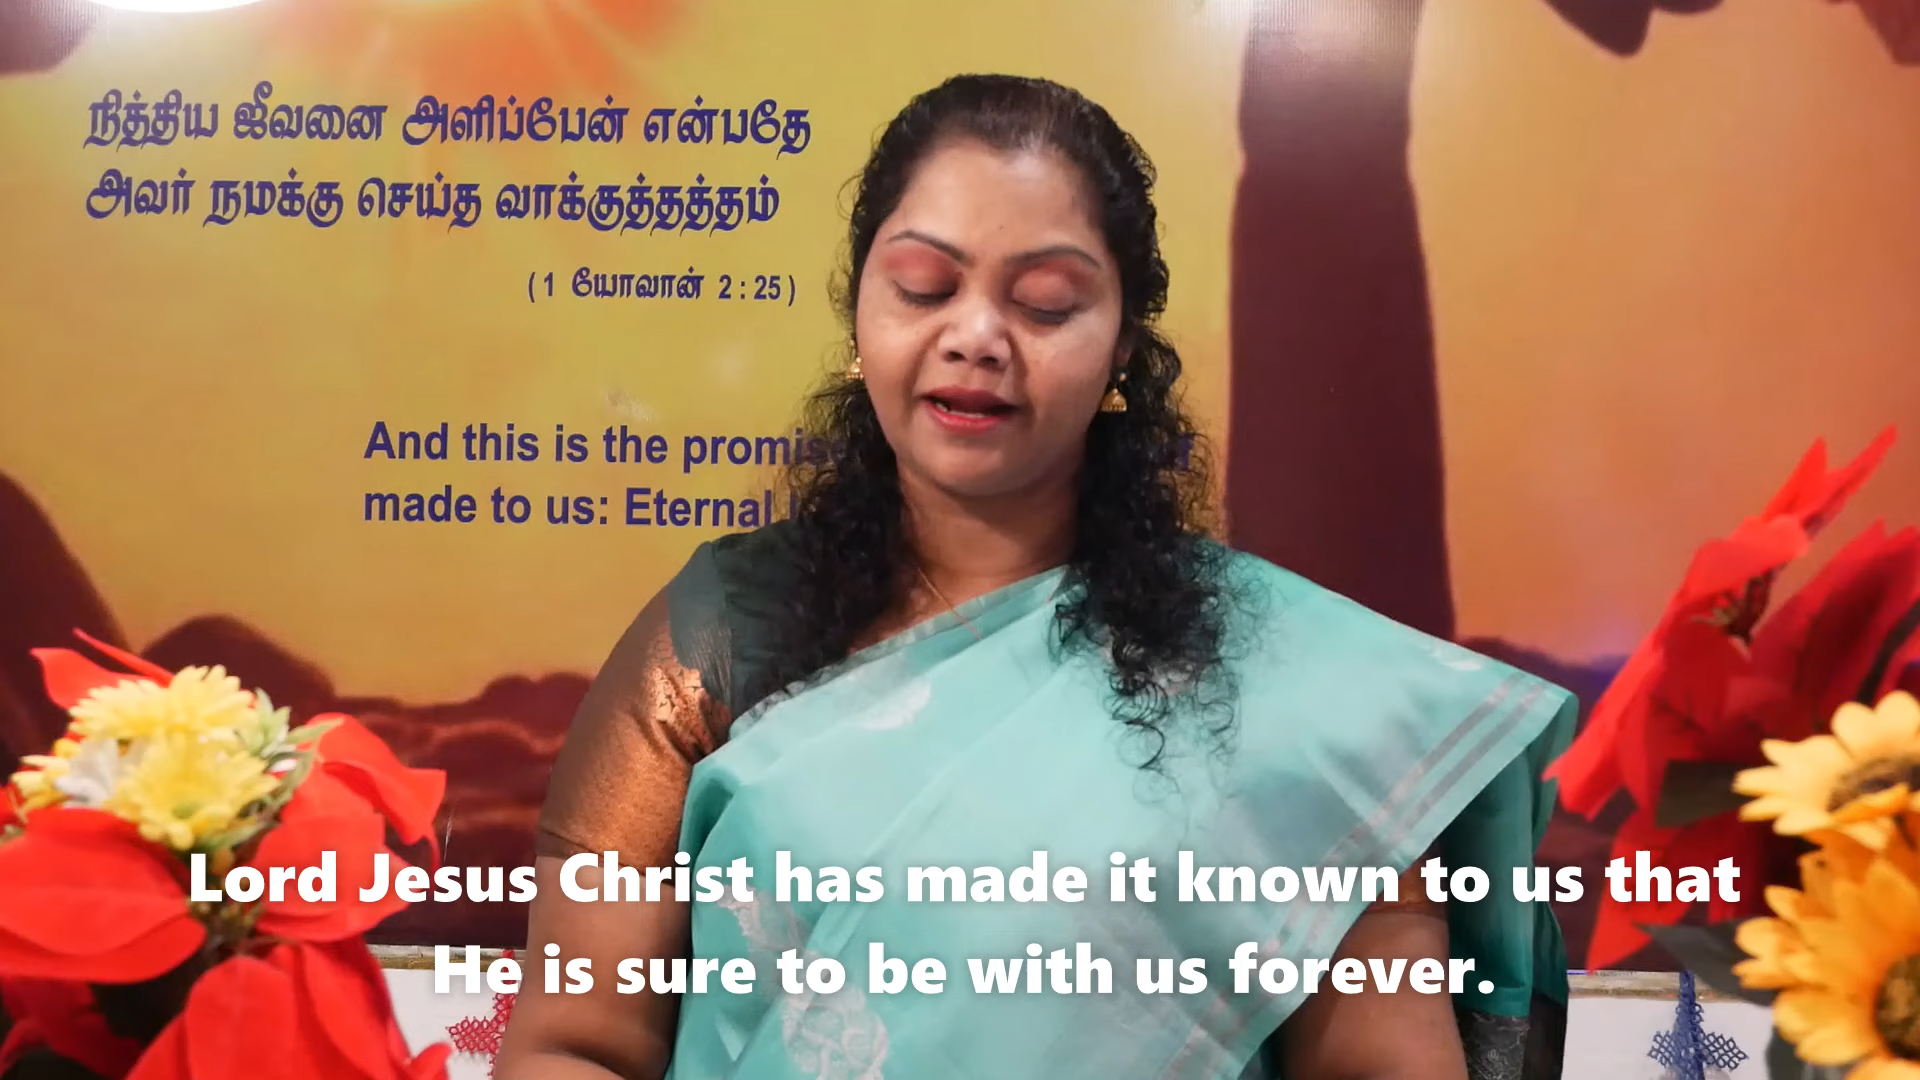 நித்திய ஜீவனை அளிப்பேன் என்பதே
அவர் நமக்கு செய்த வாக்குத்தத்தம்
(1 யோவான் 2:25)
And this is the
made to us: Eternal
Lord Jesus Christ has made it known to us that
He is sure to be with us forever.